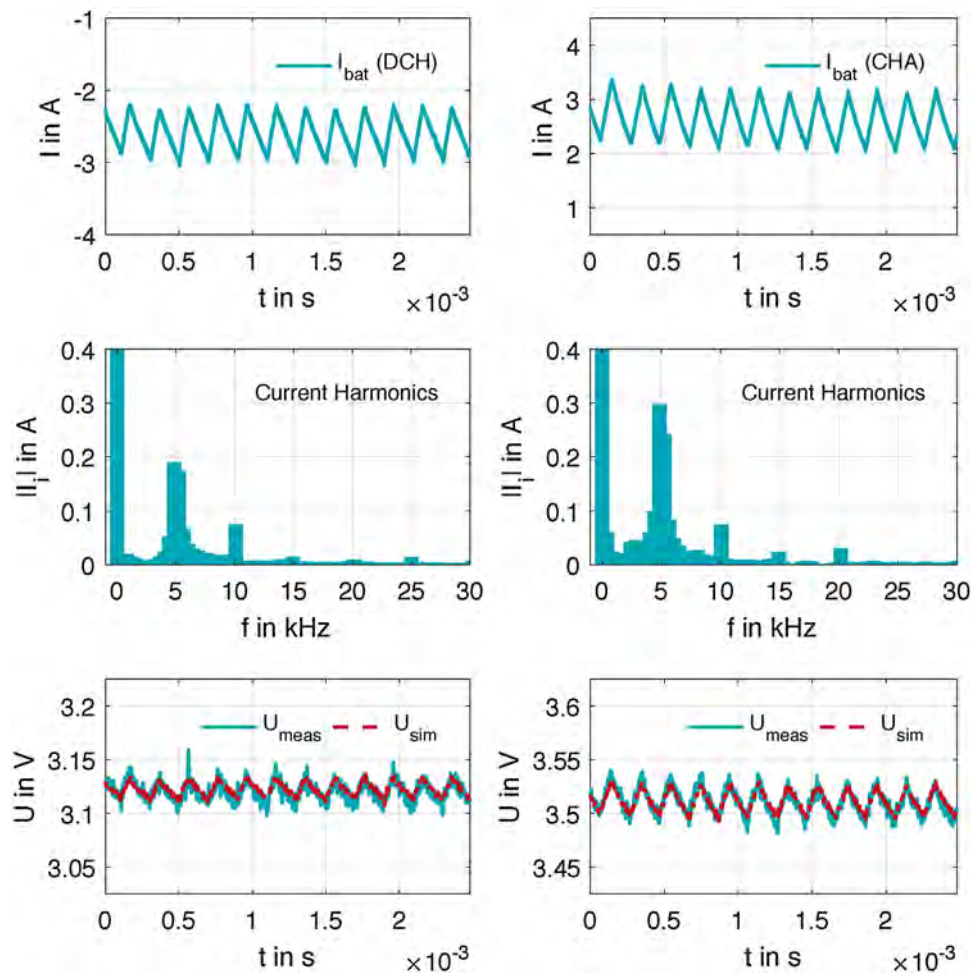 I in A
-1
-2
-3
-4
I_bat (DCH)
0 0.5 1 1.5 2
t in s
×10^-3
I in A
4
3
2
1
I_bat (CHA)
0 0.5 1 1.5 2
t in s
×10^-3
|I_i| in A
0.4
0.3
0.2
0.1
0
Current Harmonics
0 5 10 15 20 25 30
f in kHz
|I_i| in A
0.4
0.3
0.2
0.1
0
Current Harmonics
0 5 10 15 20 25 30
f in kHz
U in V
3.2
3.15
3.1
3.05
U_meas U_sim
0 0.5 1 1.5 2
t in s
×10^-3
U in V
3.6
3.55
3.5
3.45
U_meas U_sim
0 0.5 1 1.5 2
t in s
×10^-3